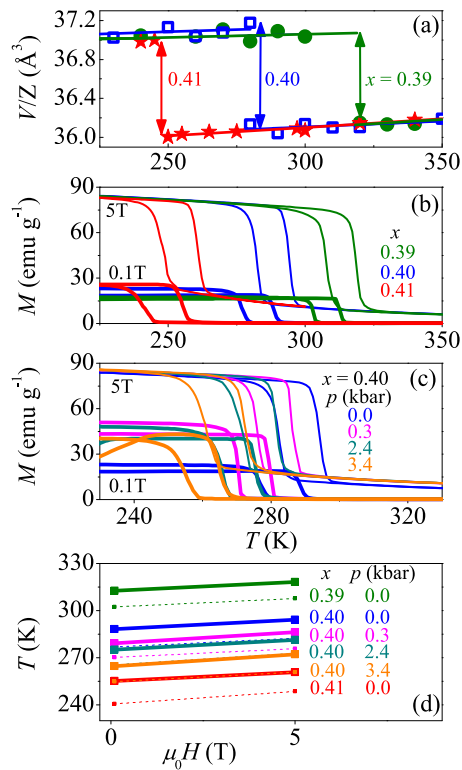 37.2
(a)
36.8
36.4
36.0
V/Z (Å³)
0.41
0.40
x = 0.39
250
300
350
90
(b)
5T
60
x
0.39
30
0.1T
0.40
0.41
0
M (emu g⁻¹)
250
300
350
90
(c)
5T
x = 0.40
p (kbar)
60
0.0
0.3
30
2.4
3.4
0.1T
0
M (emu g⁻¹)
240
280
320
T (K)
330
x p (kbar)
0.39 0.0
300
0.40 0.0
0.40 0.3
270
0.40 2.4
0.40 3.4
240
0.41 0.0
(d)
T (K)
0
5
μ₀H (T)